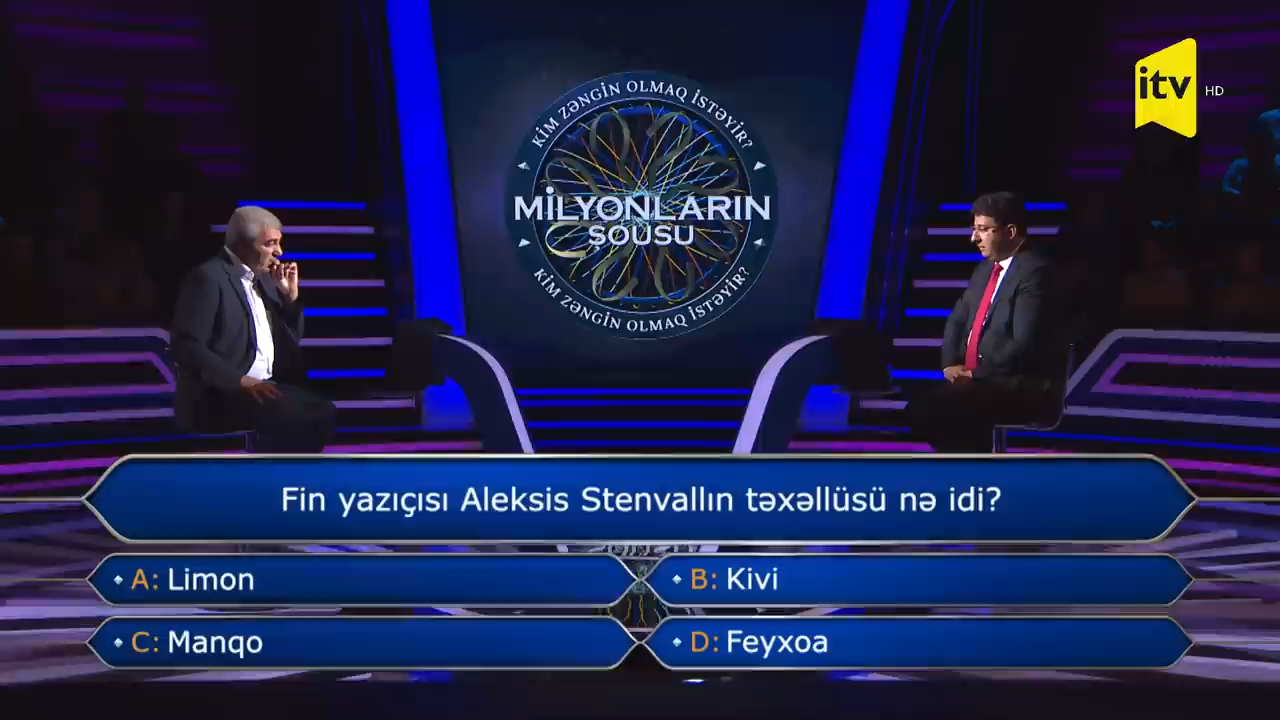 itv HD
KİM ZƏNGİN OLMAQ İSTƏYİR?
MİLYONLARIN
ŞOUSU
KİM ZƏNGİN OLMAQ İSTƏYİR?
Fin yazıçısı Aleksis Stenvallın təxəllüsü nə idi?
A: Limon
B: Kivi
C: Manqo
D: Feyxoa